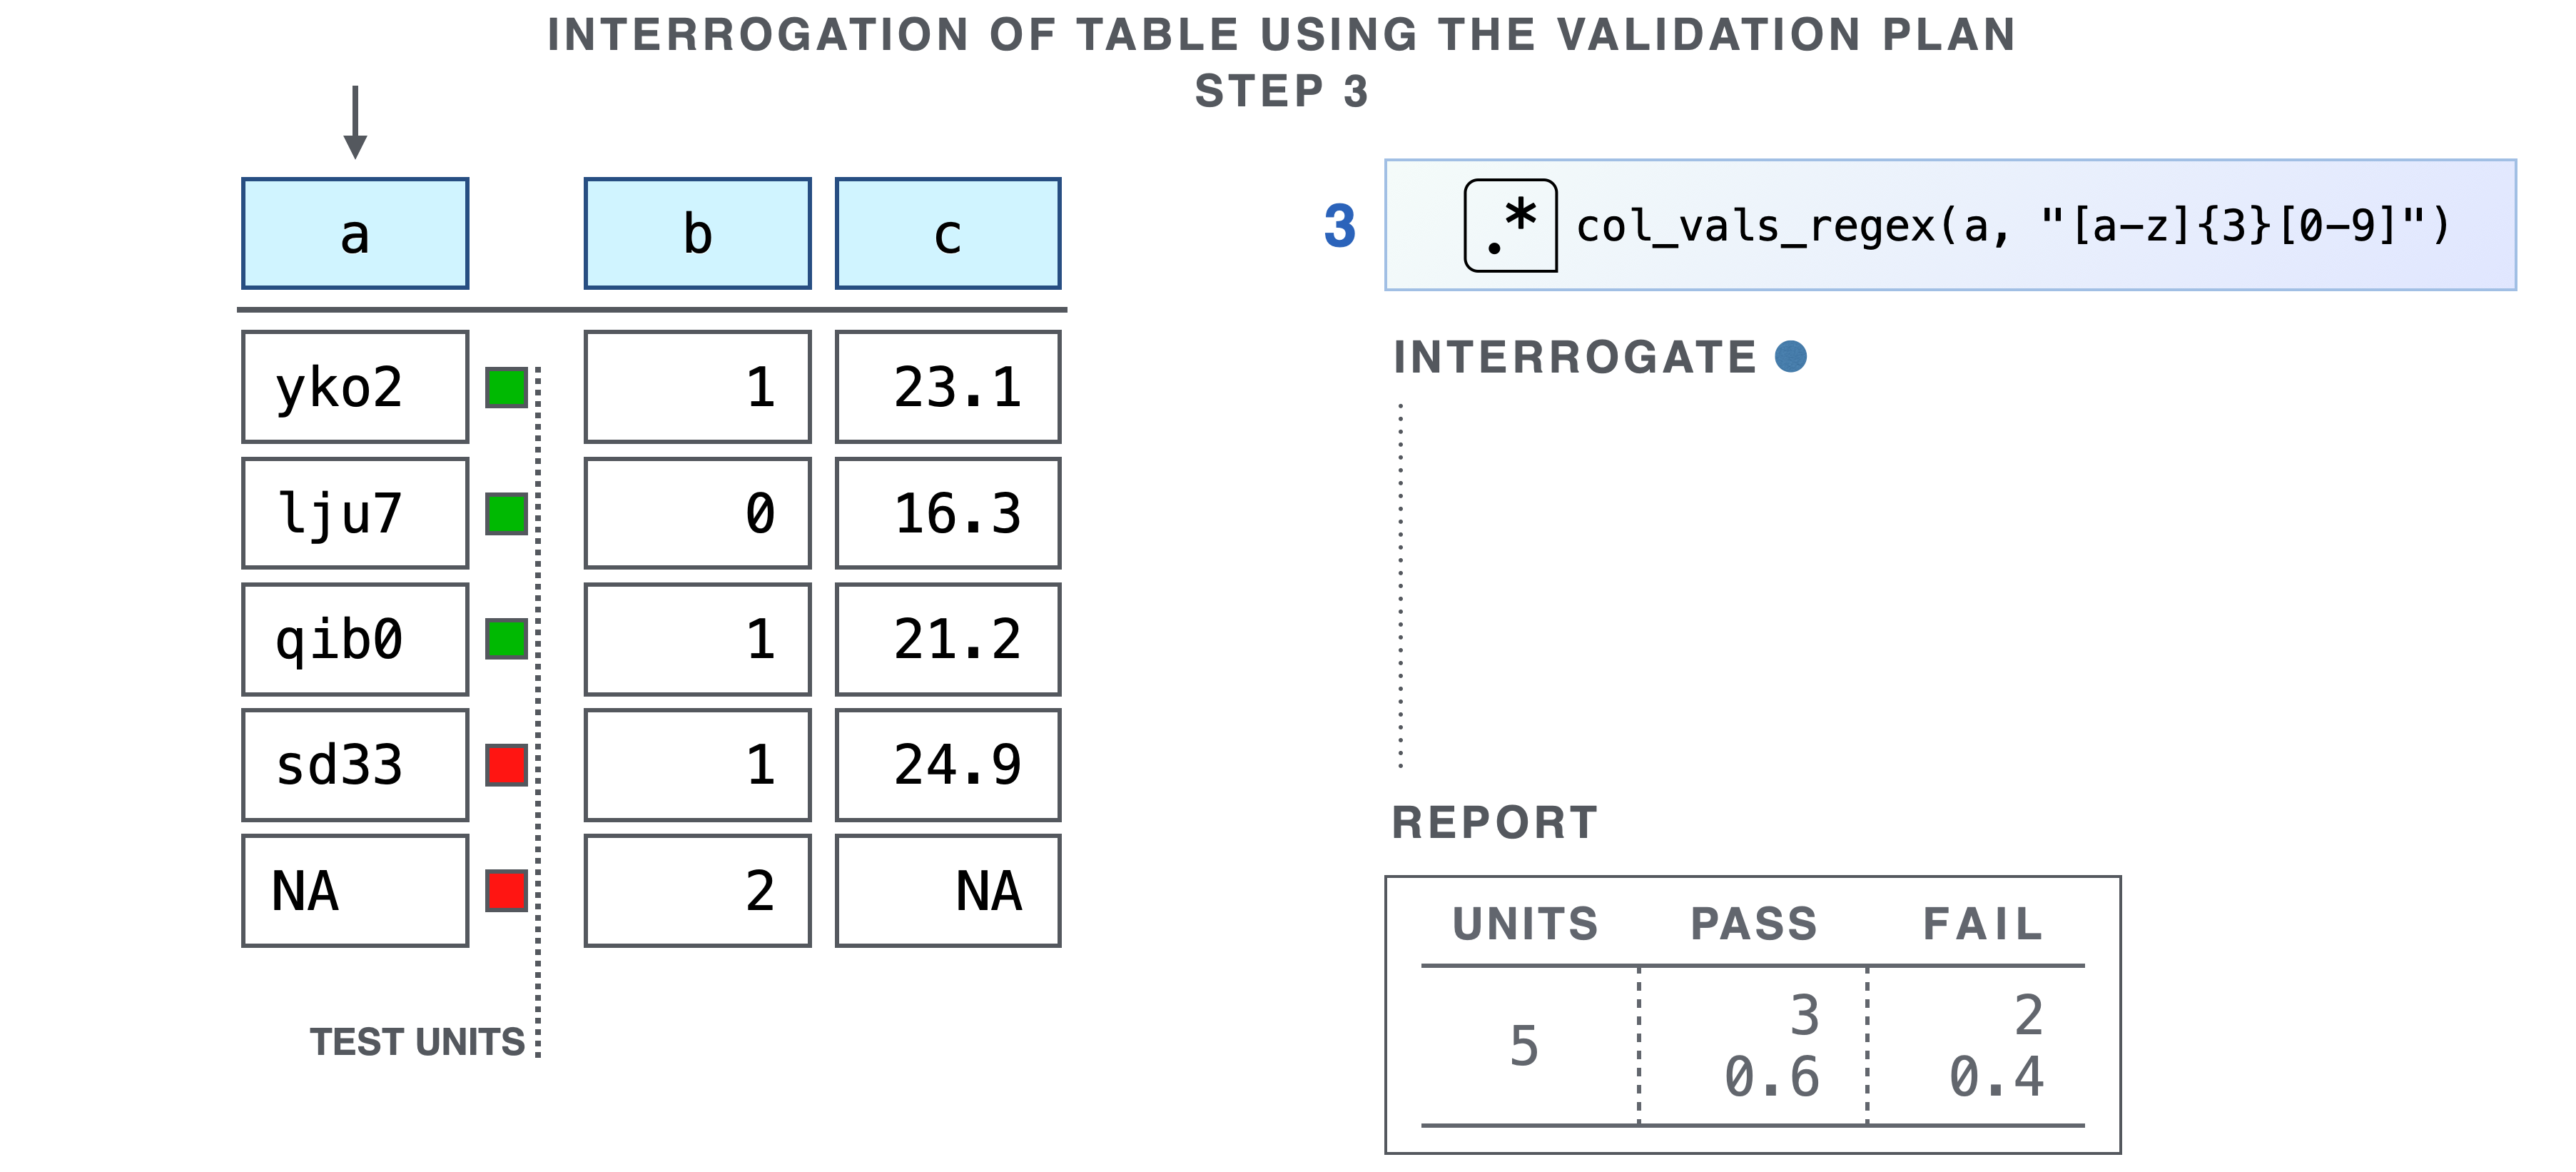 INTERROGATION OF TABLE USING THE VALIDATION PLAN
STEP 3
a b c
yko2 1 23.1
lju7 0 16.3
qib0 1 21.2
sd33 1 24.9
NA 2 NA
TEST UNITS
3 .* col_vals_regex(a, "[a-z]{3}[0-9]")
INTERROGATE
REPORT
UNITS PASS FAIL
5 3 2
0.6 0.4